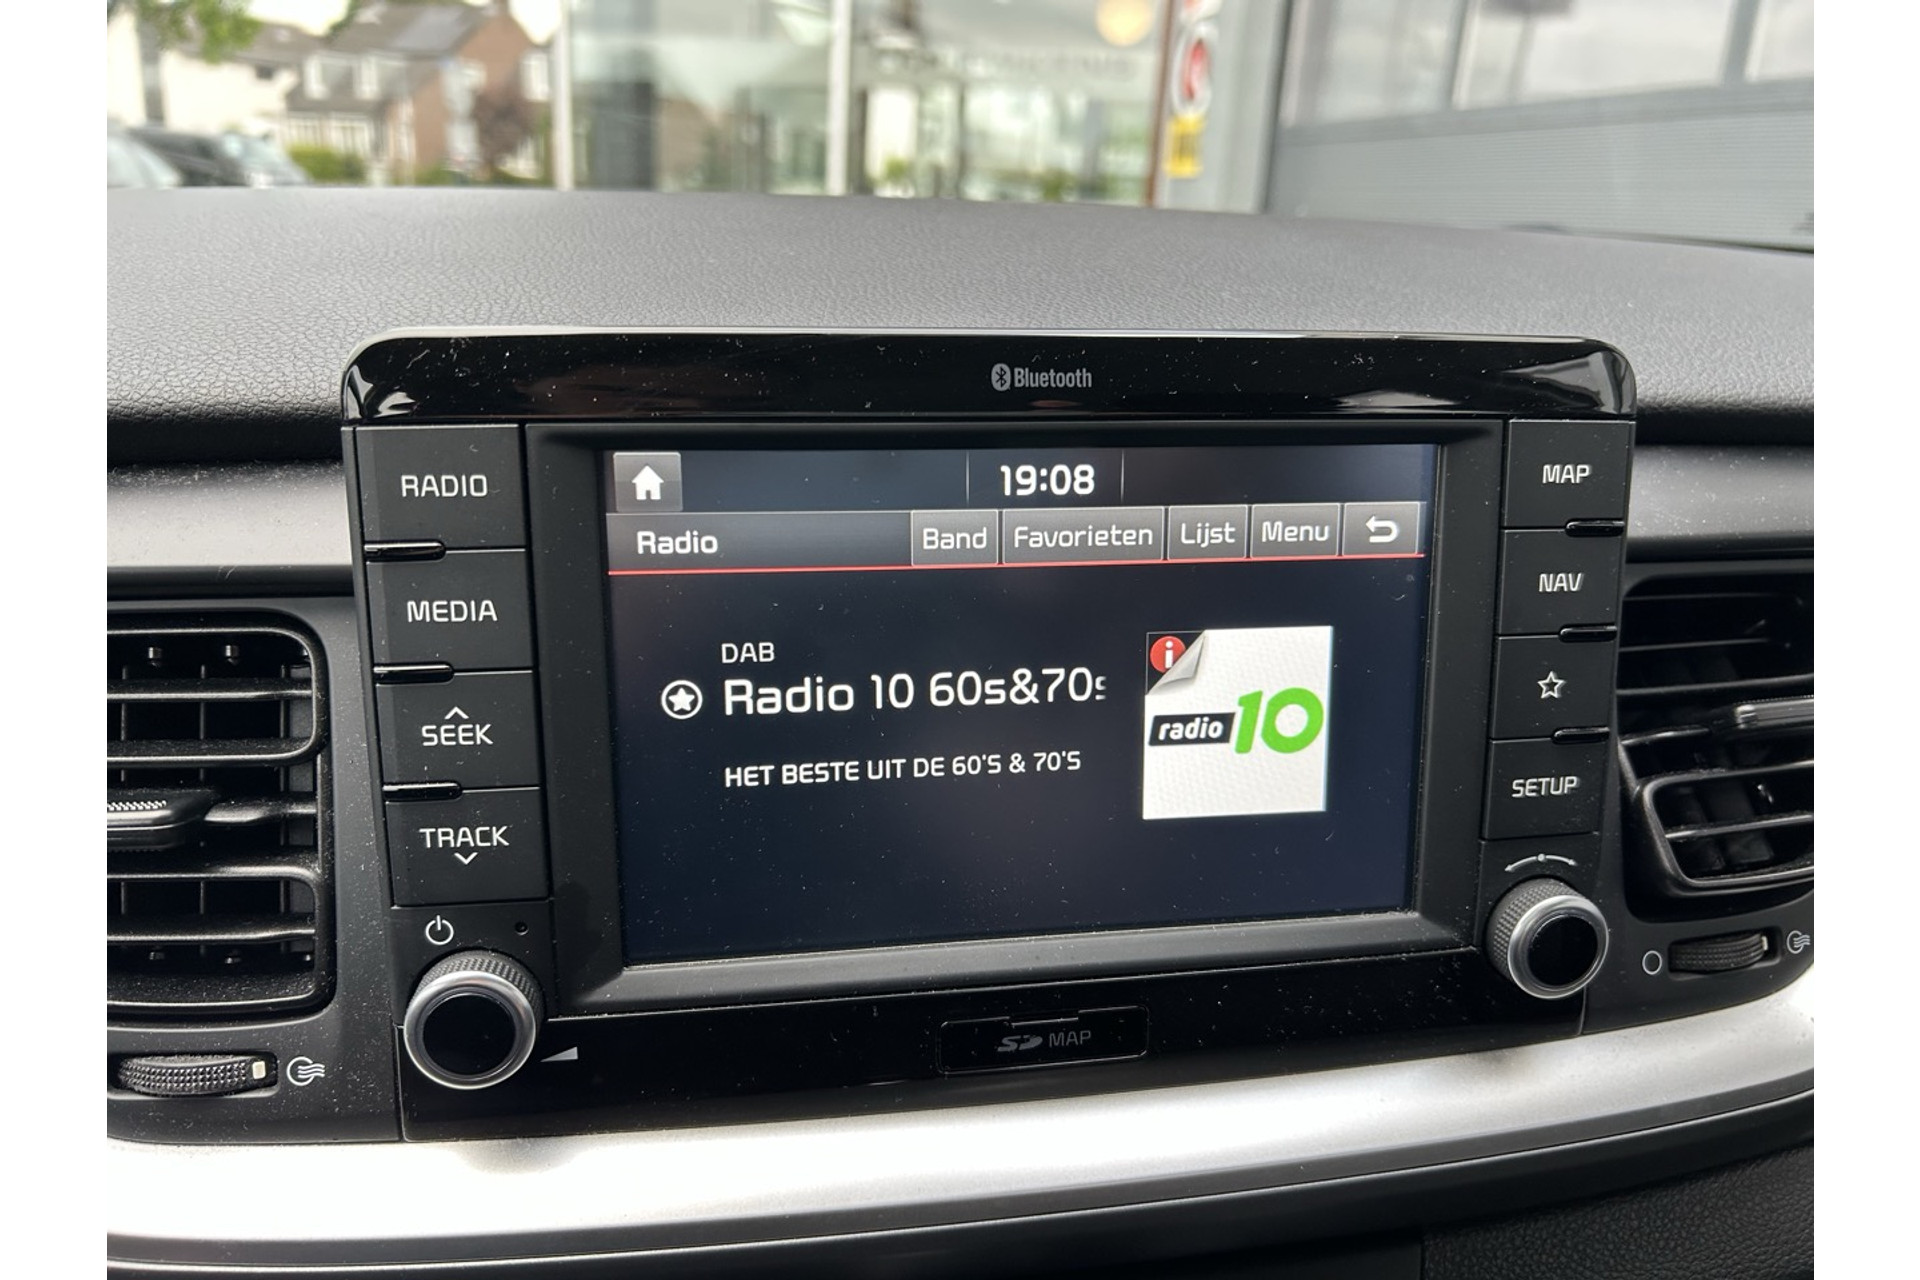 Bluetooth
RADIO
MEDIA
SEEK
TRACK
19:08
Radio
Band
Favorieten
Lijst
Menu
DAB
Radio 10 60s&70s
HET BESTE UIT DE 60'S & 70'S
i
radio 10
MAP
NAV
SETUP
SD MAP